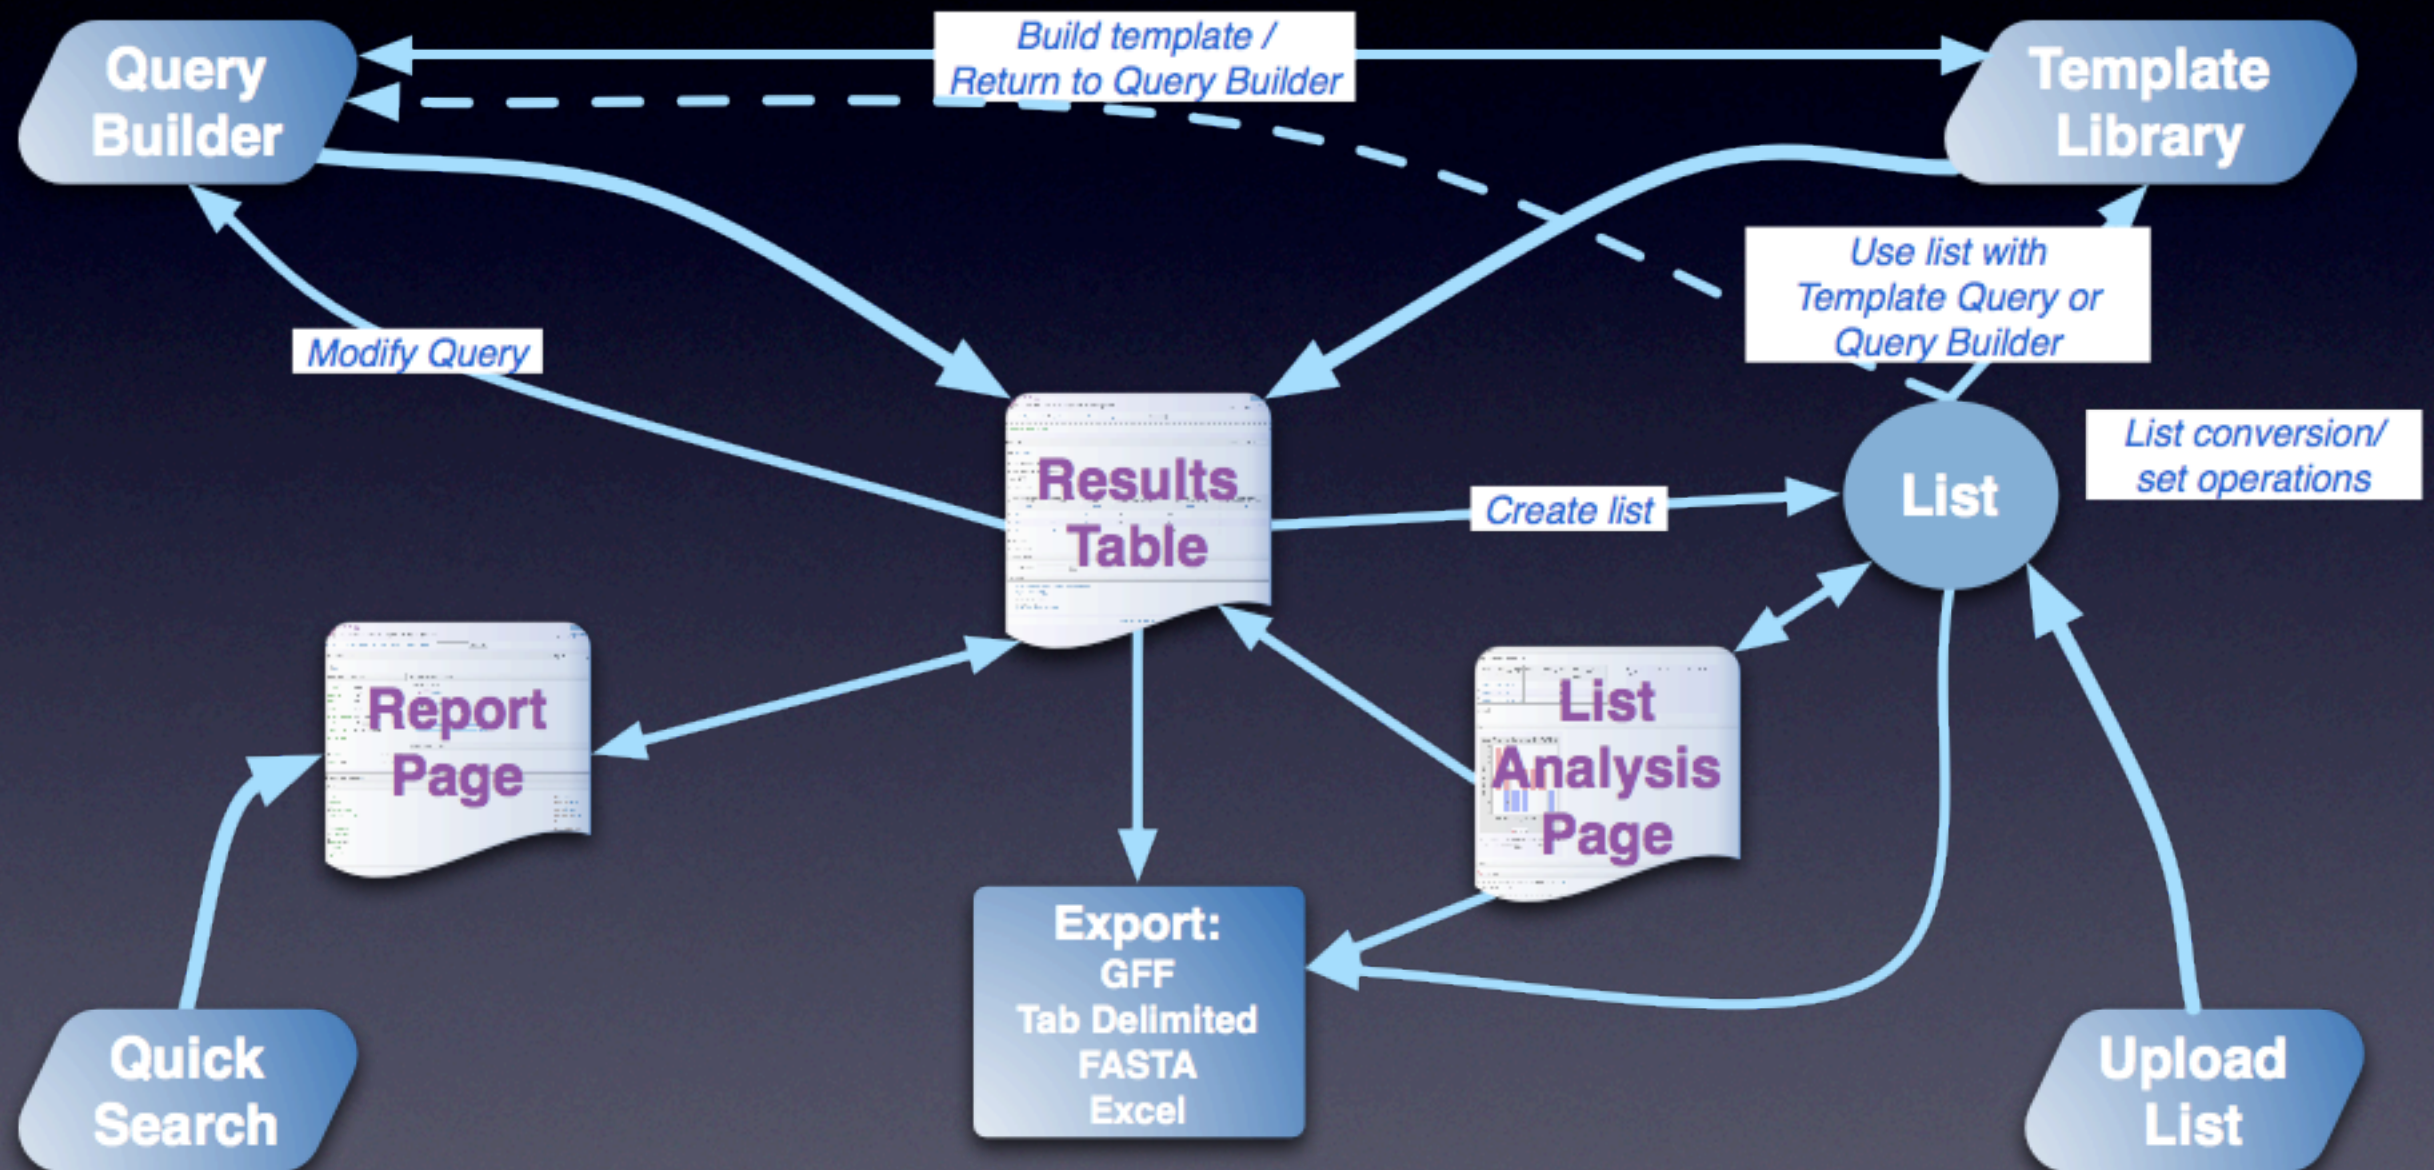 Query
Builder
Build template /
Return to Query Builder
Template
Library
Use list with
Template Query or
Query Builder
Modify Query
Results
Table
Create list
List
List conversion/
set operations
Report
Page
List
Analysis
Page
Export:
GFF
Tab Delimited
FASTA
Excel
Quick
Search
Upload
List